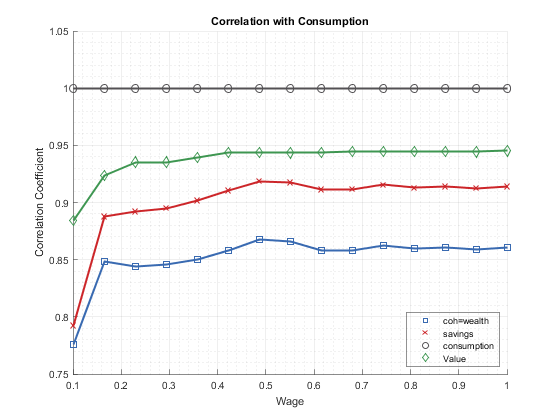 Correlation with Consumption
1.05
1
0.95
0.9
0.85
0.8
0.75
Correlation Coefficient
0.1
0.2
0.3
0.4
0.5
0.6
0.7
0.8
0.9
1
Wage
coh=wealth
savings
consumption
Value